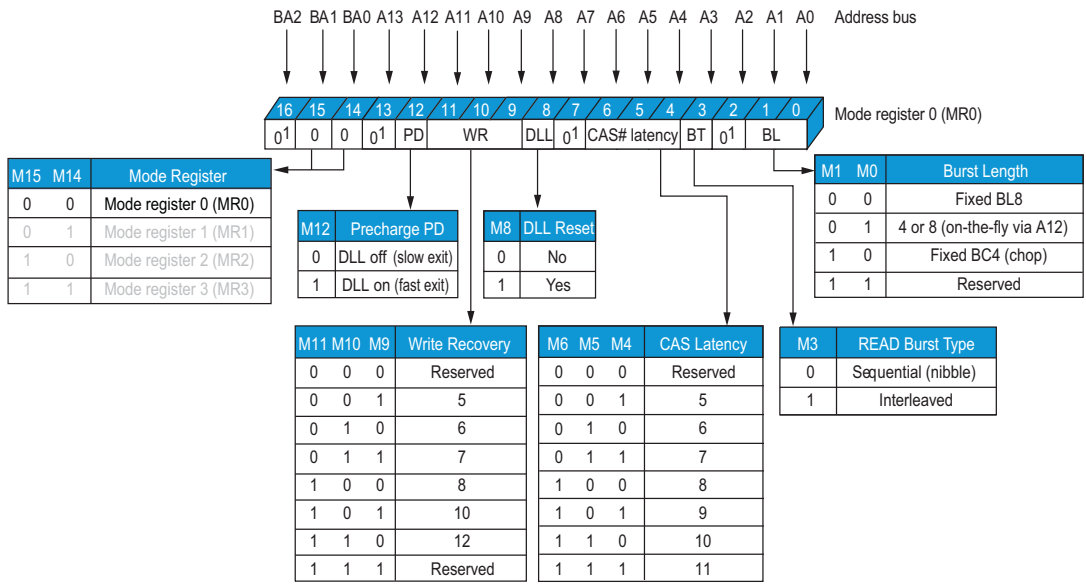 BA2 BA1 BA0 A13 A12 A11 A10 A9 A8 A7 A6 A5 A4 A3 A2 A1 A0 Address bus
16 15 14 13 12 11 10 9 8 7 6 5 4 3 2 1 0
Mode register 0 (MR0)
01 0 0 01 PD WR DLL 01 CAS# latency BT 01 BL
M15 M14 Mode Register
0 0 Mode register 0 (MR0)
0 1 Mode register 1 (MR1)
1 0 Mode register 2 (MR2)
1 1 Mode register 3 (MR3)
M12 Precharge PD
0 DLL off (slow exit)
1 DLL on (fast exit)
M8 DLL Reset
0 No
1 Yes
M1 M0 Burst Length
0 0 Fixed BL8
0 1 4 or 8 (on-the-fly via A12)
1 0 Fixed BC4 (chop)
1 1 Reserved
M11 M10 M9 Write Recovery
0 0 0 Reserved
0 0 1 5
0 1 0 6
0 1 1 7
1 0 0 8
1 0 1 10
1 1 0 12
1 1 1 Reserved
M6 M5 M4 CAS Latency
0 0 0 Reserved
0 0 1 5
0 1 0 6
0 1 1 7
1 0 0 8
1 0 1 9
1 1 0 10
1 1 1 11
M3 READ Burst Type
0 Sequential (nibble)
1 Interleaved